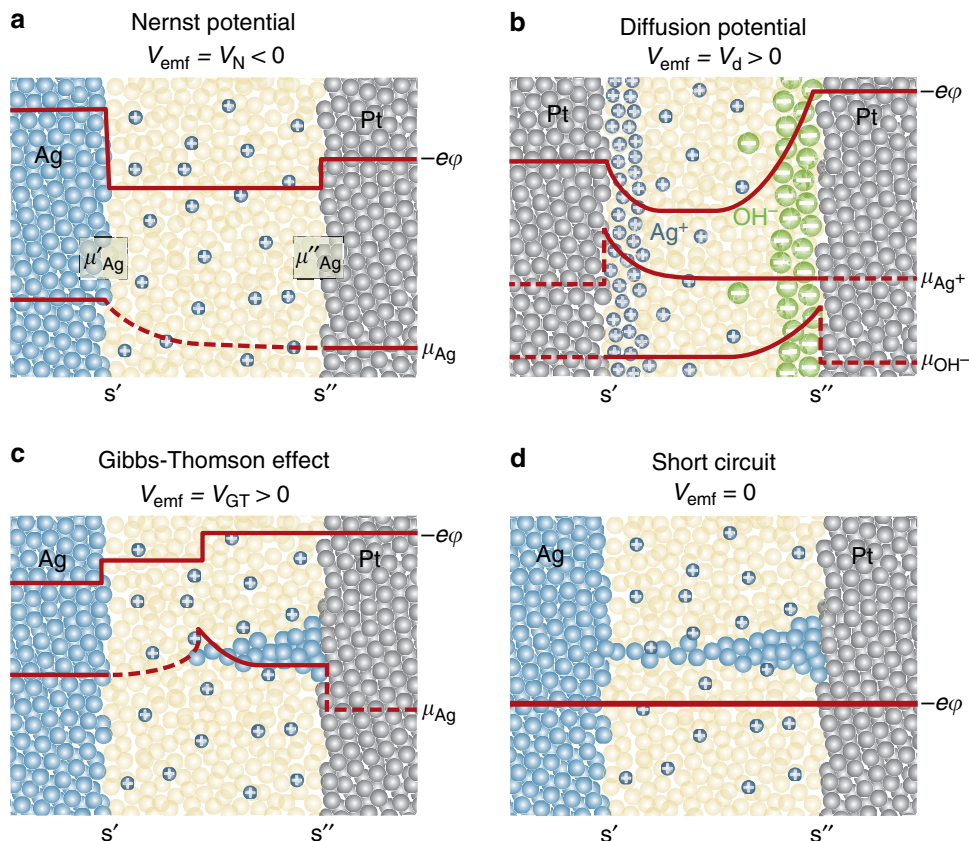 a
Nernst potential
V_emf = V_N < 0
Ag
Pt
−eφ
μ′_Ag
μ″_Ag
μ_Ag
s′
s″
b
Diffusion potential
V_emf = V_d > 0
Pt
Pt
−eφ
OH⁻
Ag⁺
μ_Ag⁺
μ_OH⁻
s′
s″
c
Gibbs-Thomson effect
V_emf = V_GT > 0
Ag
Pt
−eφ
μ_Ag
s′
s″
d
Short circuit
V_emf = 0
Ag
Pt
−eφ
s′
s″